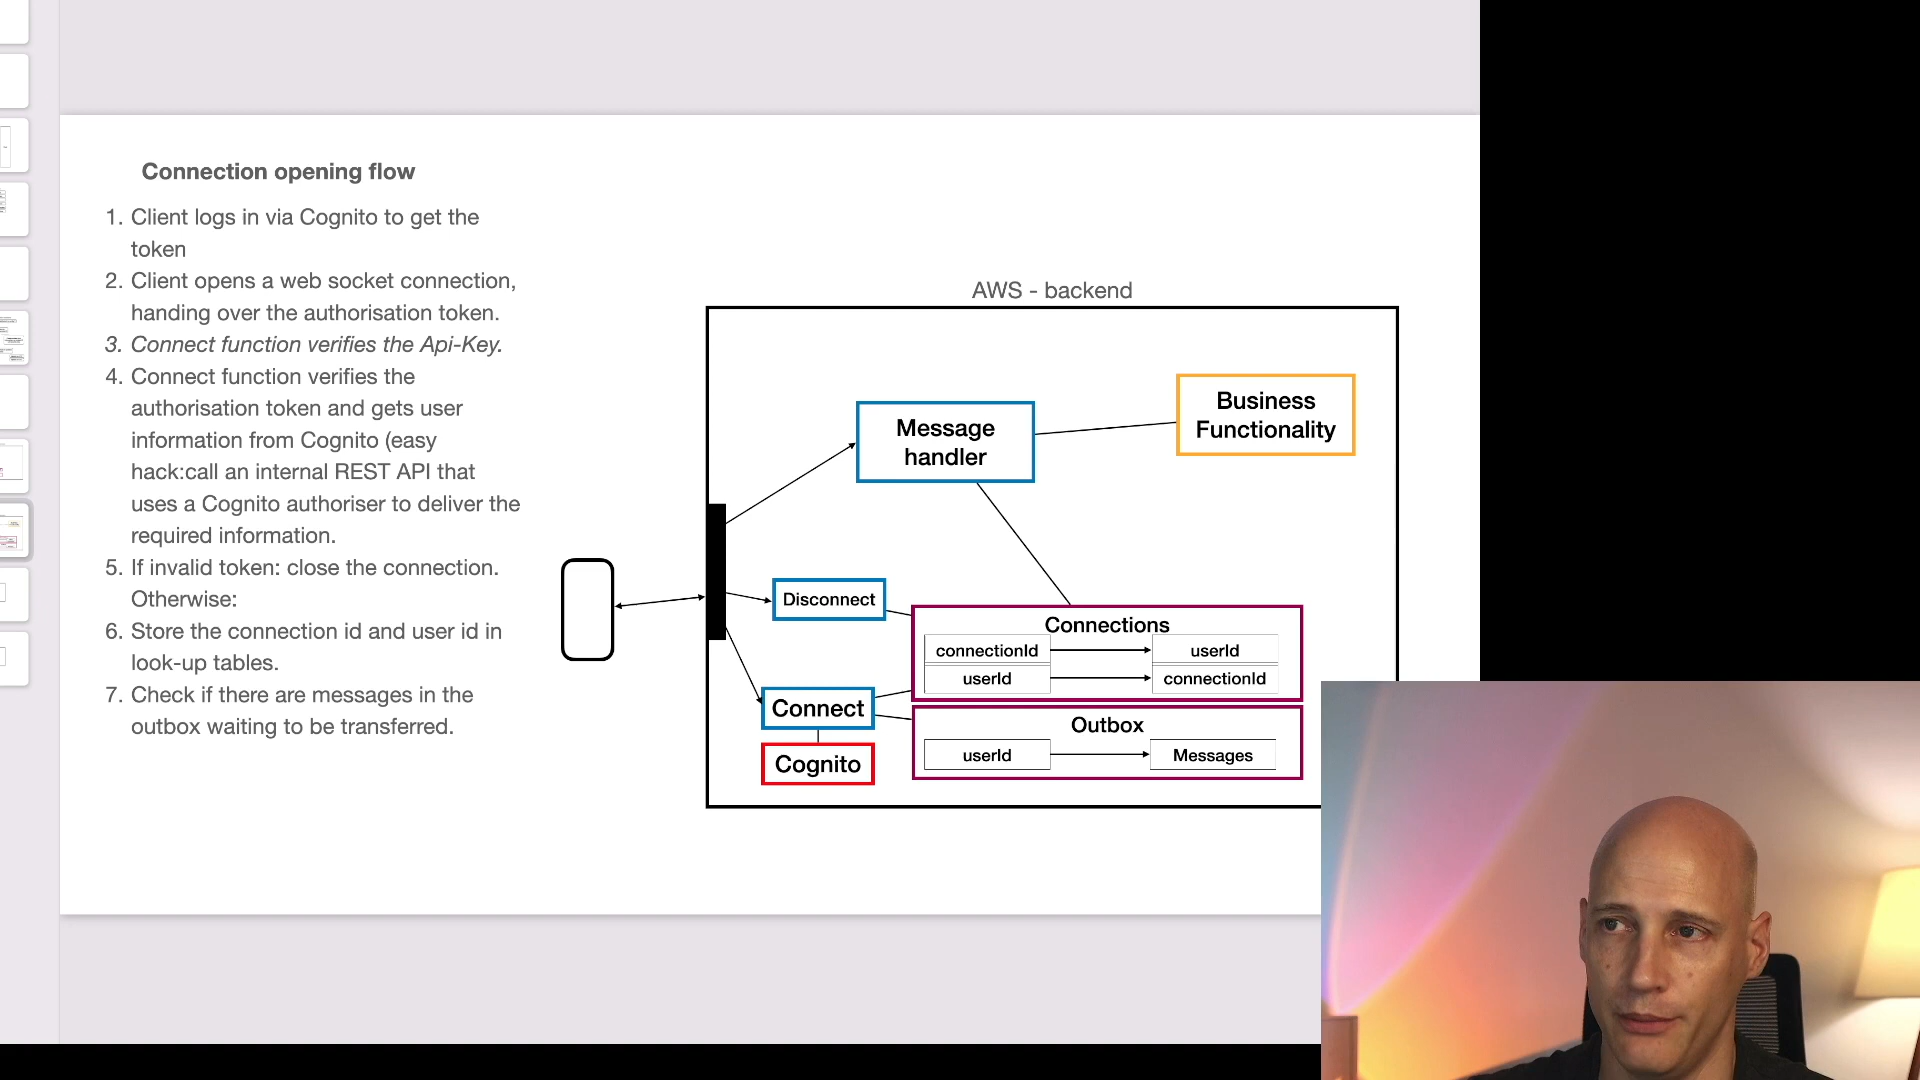 Connection opening flow
1. Client logs in via Cognito to get the
token
2. Client opens a web socket connection,
handing over the authorisation token.
3. Connect function verifies the Api-Key.
4. Connect function verifies the
authorisation token and gets user
information from Cognito (easy
hack:call an internal REST API that
uses a Cognito authoriser to deliver the
required information.
5. If invalid token: close the connection.
Otherwise:
6. Store the connection id and user id in
look-up tables.
7. Check if there are messages in the
outbox waiting to be transferred.
AWS - backend
Message
handler
Business
Functionality
Disconnect
Connections
connectionId
userId
userId
connectionId
Connect
Outbox
userId
Messages
Cognito